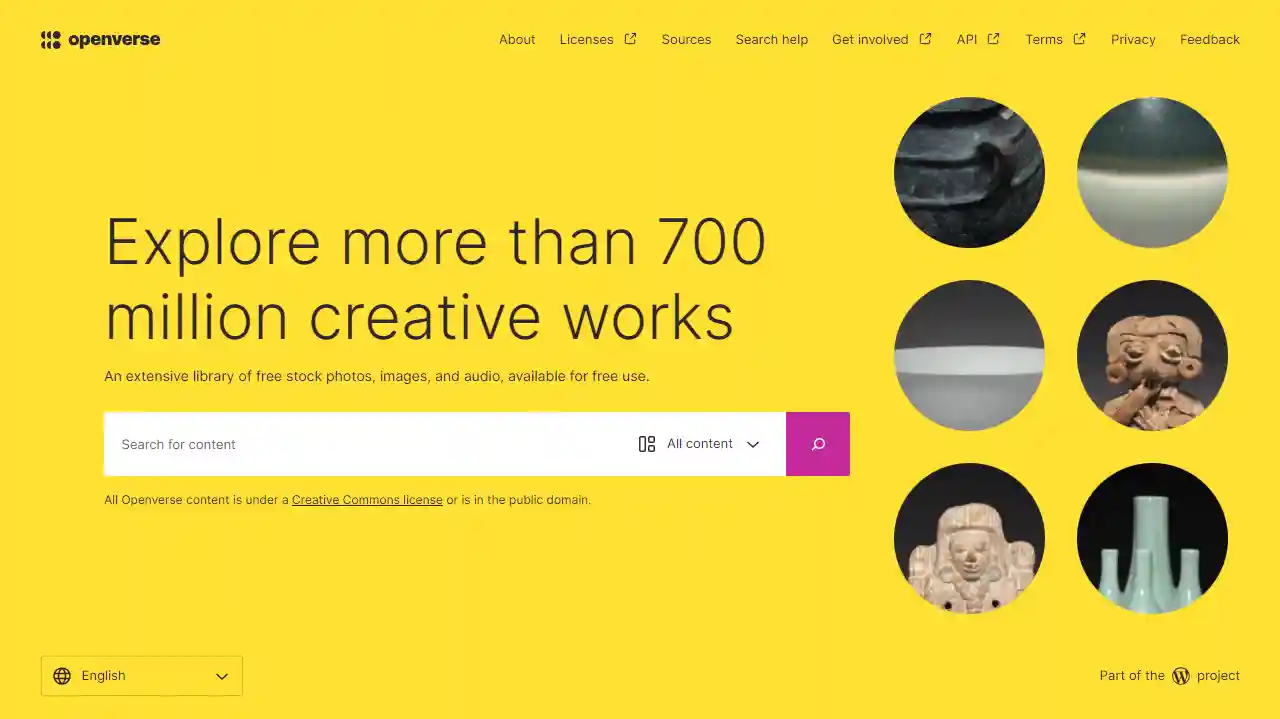 openverse
About Licenses Sources Search help Get involved API Terms Privacy Feedback
Explore more than 700
million creative works
An extensive library of free stock photos, images, and audio, available for free use.
Search for content All content
All Openverse content is under a Creative Commons license or is in the public domain.
English
Part of the project